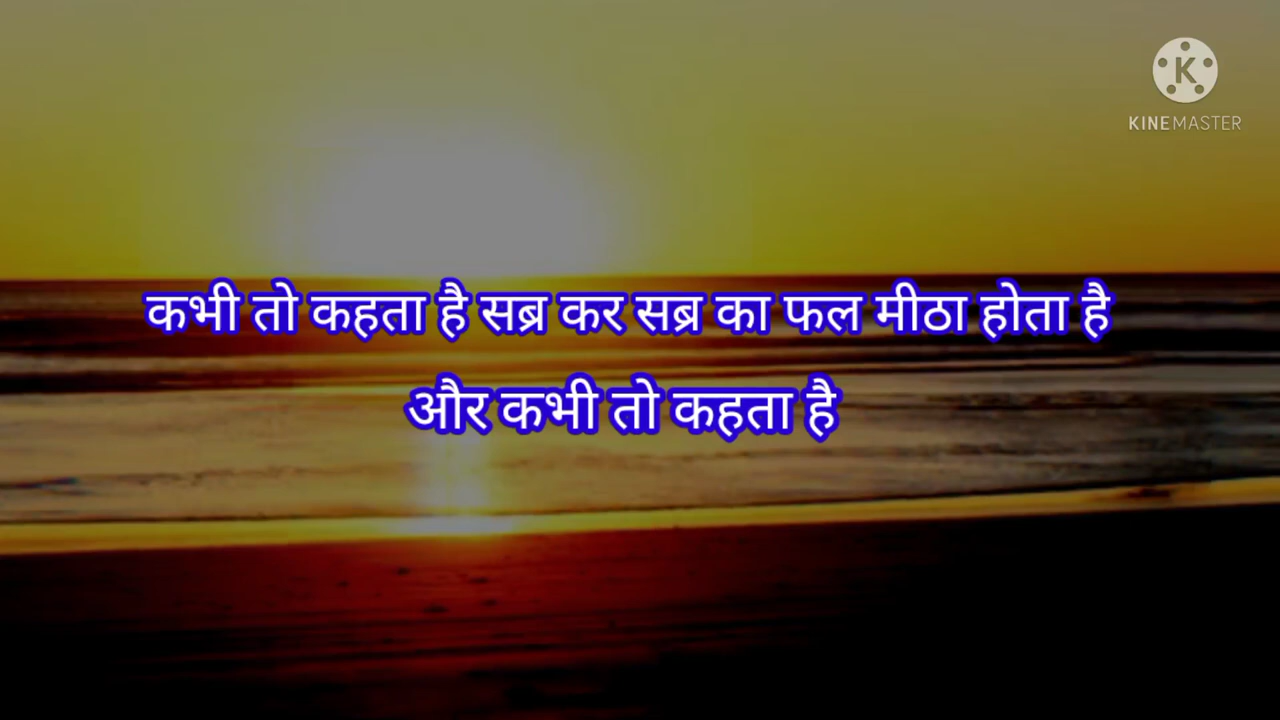 KINEMASTER
कभी तो कहता है सब्र कर सब्र का फल मीठा होता है
और कभी तो कहता है